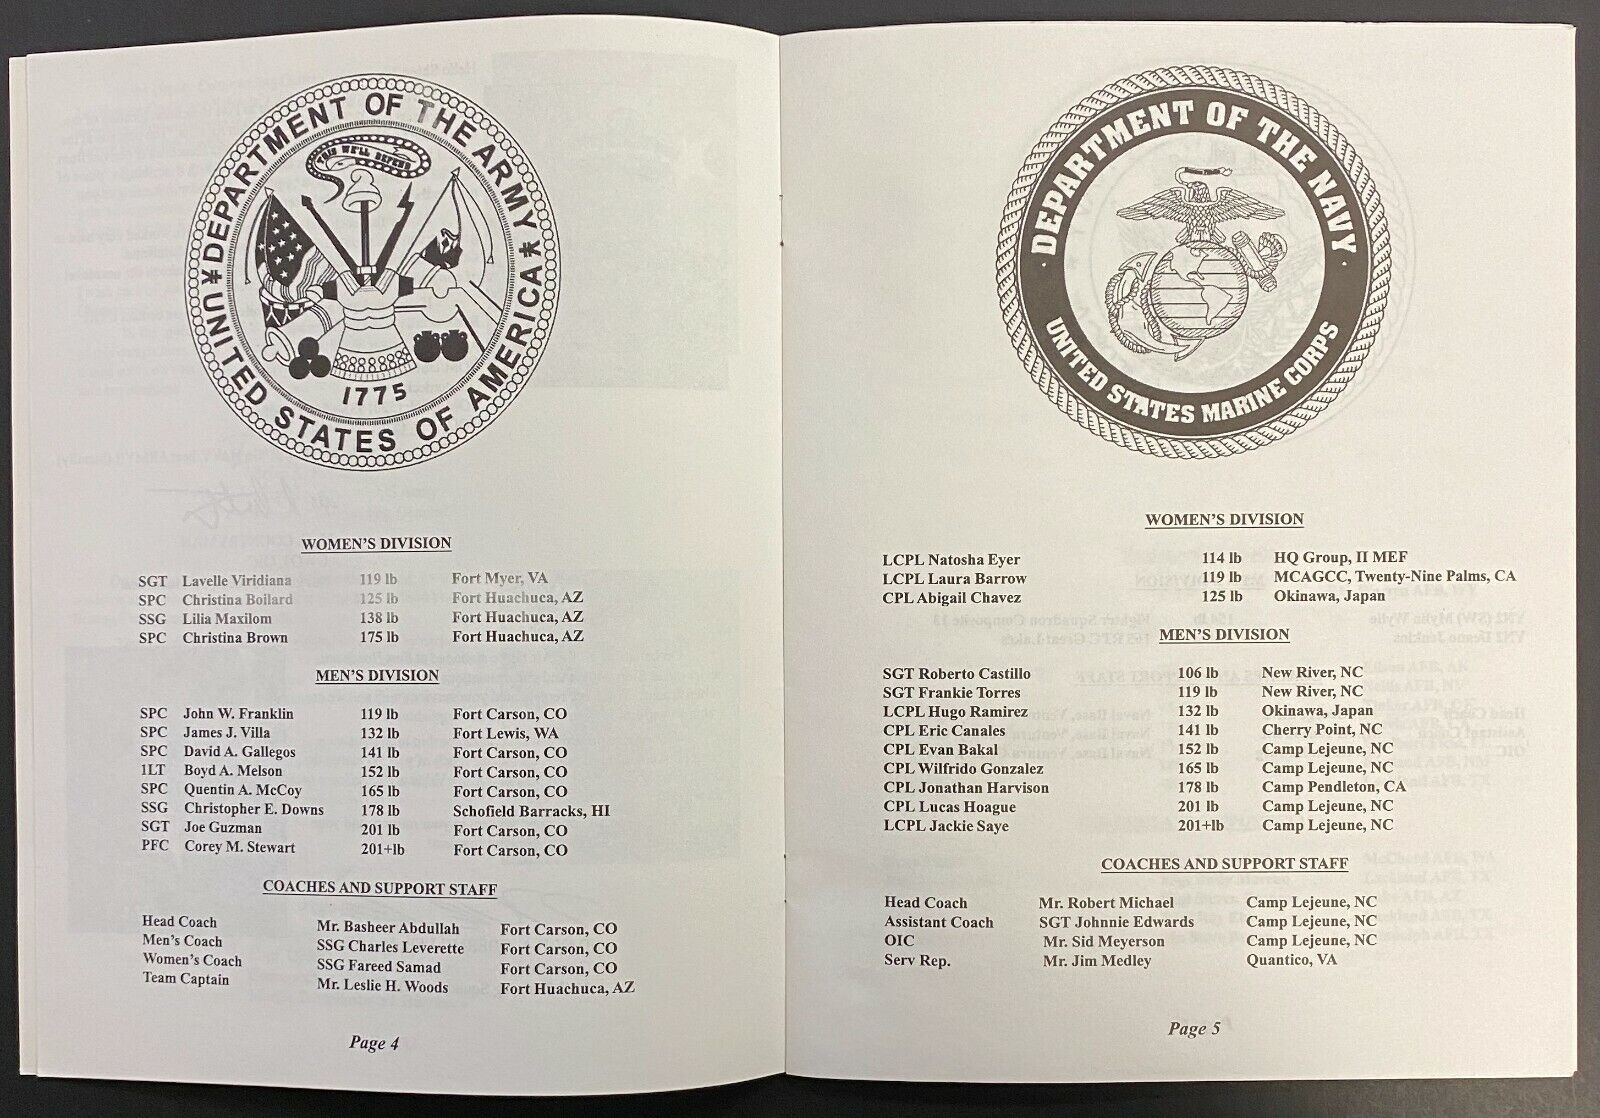 DEPARTMENT OF THE ARMY
UNITED STATES OF AMERICA
THIS WE'LL DEFEND
1775
WOMEN'S DIVISION
SGT Lavelle Viridiana 119 lb Fort Myer, VA
SPC Christina Boilard 125 lb Fort Huachuca, AZ
SSG Lilia Maxilom 138 lb Fort Huachuca, AZ
SPC Christina Brown 175 lb Fort Huachuca, AZ
MEN'S DIVISION
SPC John W. Franklin 119 lb Fort Carson, CO
SPC James J. Villa 132 lb Fort Lewis, WA
SPC David A. Gallegos 141 lb Fort Carson, CO
1LT Boyd A. Melson 152 lb Fort Carson, CO
SPC Quentin A. McCoy 165 lb Fort Carson, CO
SSG Christopher E. Downs 178 lb Schofield Barracks, HI
SGT Joe Guzman 201 lb Fort Carson, CO
PFC Corey M. Stewart 201+lb Fort Carson, CO
COACHES AND SUPPORT STAFF
Head Coach Mr. Basheer Abdullah Fort Carson, CO
Men's Coach SSG Charles Leverette Fort Carson, CO
Women's Coach SSG Fareed Samad Fort Carson, CO
Team Captain Mr. Leslie H. Woods Fort Huachuca, AZ
Page 4
DEPARTMENT OF THE NAVY
UNITED STATES MARINE CORPS
WOMEN'S DIVISION
LCPL Natosha Eyer 114 lb HQ Group, II MEF
LCPL Laura Barrow 119 lb MCAGCC, Twenty-Nine Palms, CA
CPL Abigail Chavez 125 lb Okinawa, Japan
MEN'S DIVISION
SGT Roberto Castillo 106 lb New River, NC
SGT Frankie Torres 119 lb New River, NC
LCPL Hugo Ramirez 132 lb Okinawa, Japan
CPL Eric Canales 141 lb Cherry Point, NC
CPL Evan Bakal 152 lb Camp Lejeune, NC
CPL Wilfrido Gonzalez 165 lb Camp Lejeune, NC
CPL Jonathan Harvison 178 lb Camp Pendleton, CA
CPL Lucas Hoague 201 lb Camp Lejeune, NC
LCPL Jackie Saye 201+lb Camp Lejeune, NC
COACHES AND SUPPORT STAFF
Head Coach Mr. Robert Michael Camp Lejeune, NC
Assistant Coach SGT Johnnie Edwards Camp Lejeune, NC
OIC Mr. Sid Meyerson Camp Lejeune, NC
Serv Rep. Mr. Jim Medley Quantico, VA
Page 5